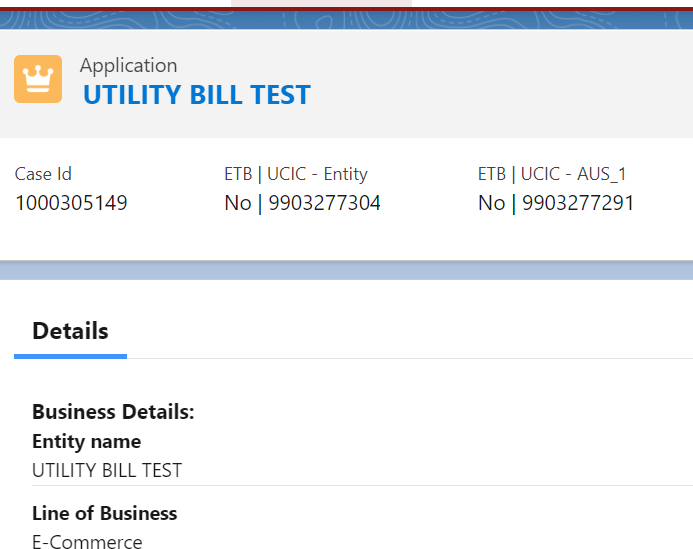 Application
UTILITY BILL TEST
Case Id
1000305149
ETB | UCIC - Entity
No | 9903277304
ETB | UCIC - AUS_1
No | 9903277291
Details
Business Details:
Entity name
UTILITY BILL TEST
Line of Business
E-Commerce